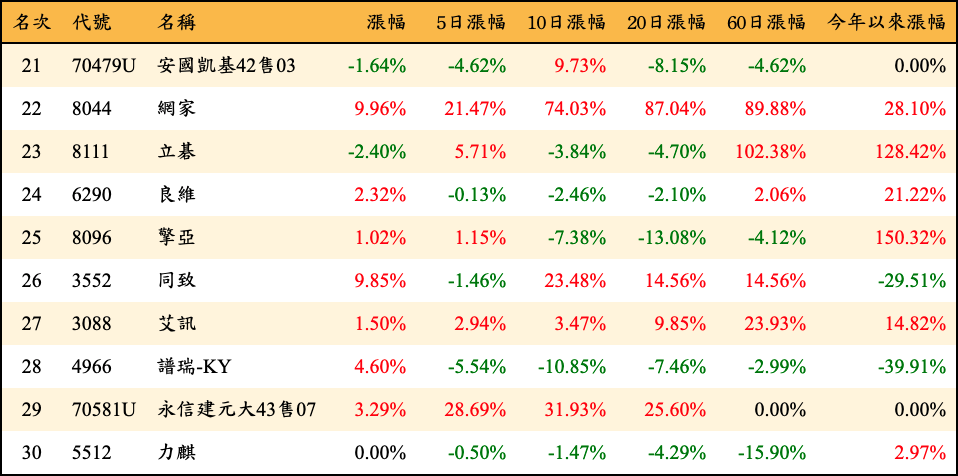 名次 代號 名稱 漲幅 5日漲幅 10日漲幅 20日漲幅 60日漲幅 今年以來漲幅
21 70479U 安國凱基42售03 -1.64% -4.62% 9.73% -8.15% -4.62% 0.00%
22 8044 網家 9.96% 21.47% 74.03% 87.04% 89.88% 28.10%
23 8111 立碁 -2.40% 5.71% -3.84% -4.70% 102.38% 128.42%
24 6290 良維 2.32% -0.13% -2.46% -2.10% 2.06% 21.22%
25 8096 擎亞 1.02% 1.15% -7.38% -13.08% -4.12% 150.32%
26 3552 同致 9.85% -1.46% 23.48% 14.56% 14.56% -29.51%
27 3088 艾訊 1.50% 2.94% 3.47% 9.85% 23.93% 14.82%
28 4966 譜瑞-KY 4.60% -5.54% -10.85% -7.46% -2.99% -39.91%
29 70581U 永信建元大43售07 3.29% 28.69% 31.93% 25.60% 0.00% 0.00%
30 5512 力麒 0.00% -0.50% -1.47% -4.29% -15.90% 2.97%